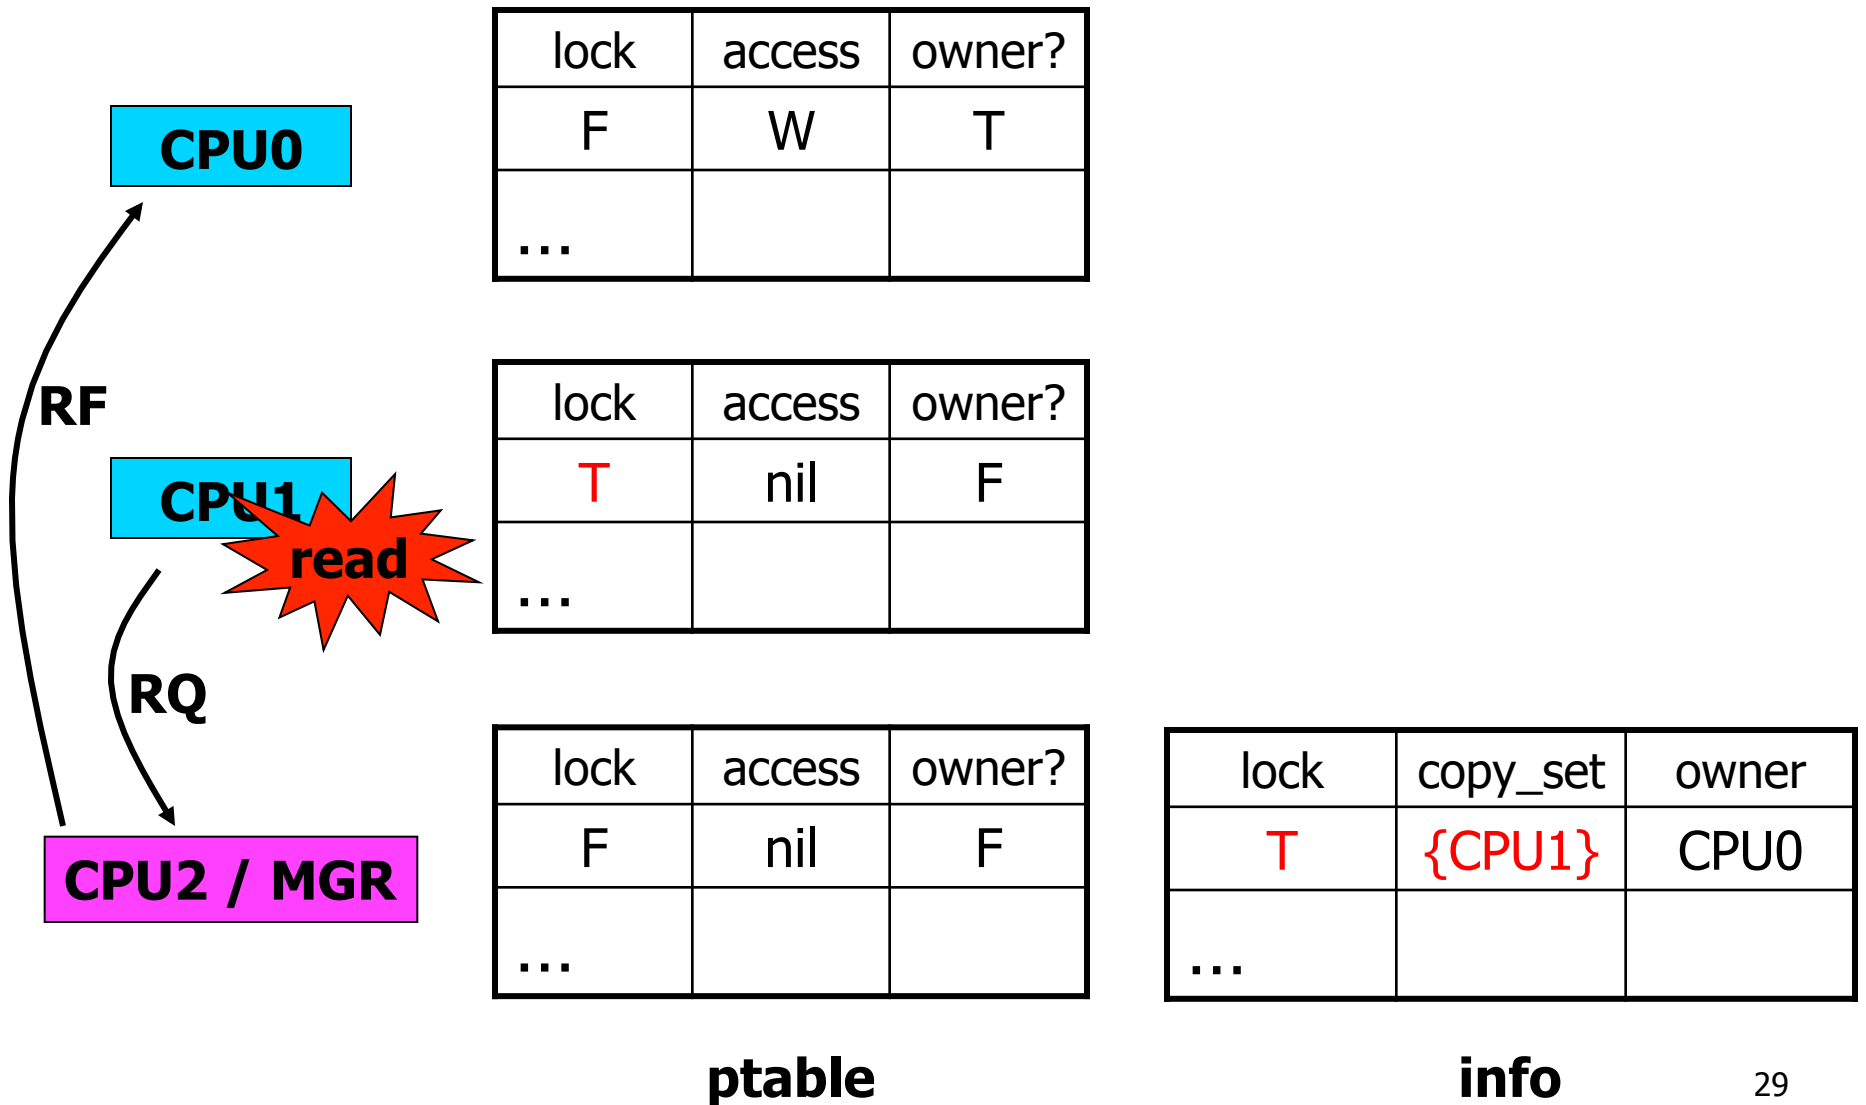 lock access owner?
CPU0
F W T
...
RF
lock access owner?
CPU1
T nil F
read
...
RQ
lock access owner?
lock copy_set owner
CPU2 / MGR
F nil F
T {CPU1} CPU0
...
...
ptable
info
29